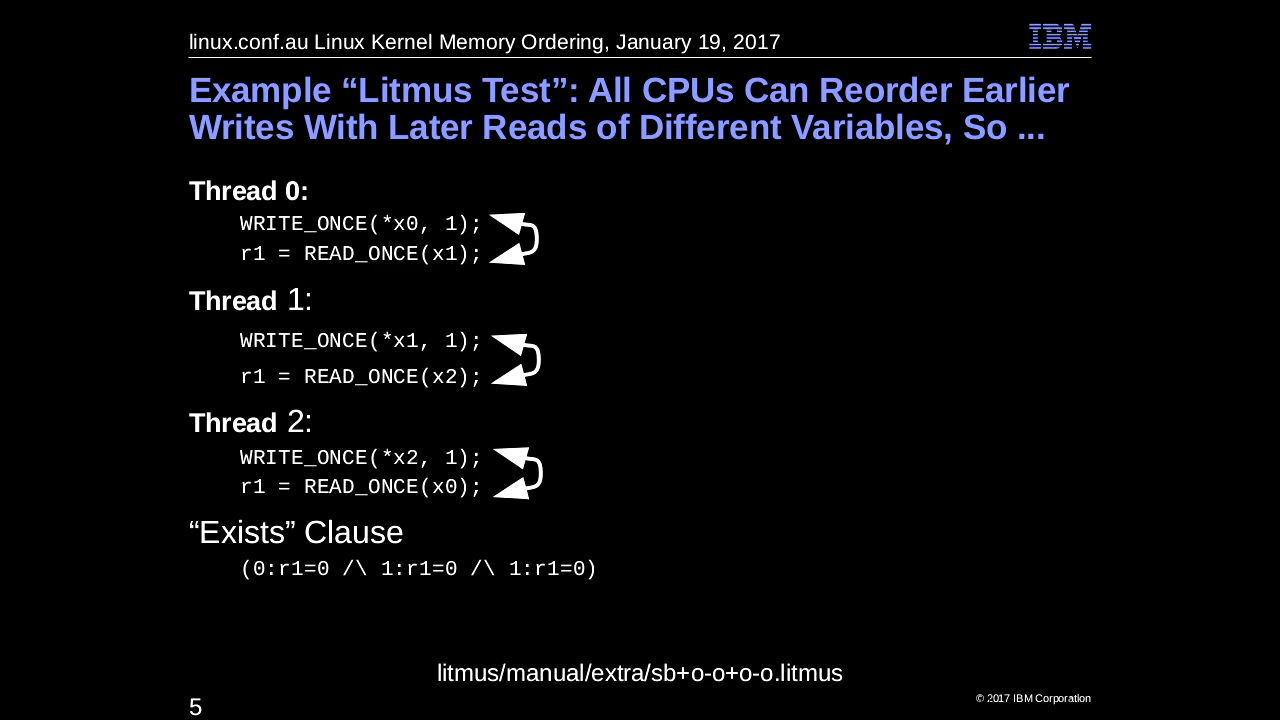 linux.conf.au Linux Kernel Memory Ordering, January 19, 2017
IBM
Example “Litmus Test”: All CPUs Can Reorder Earlier
Writes With Later Reads of Different Variables, So ...
Thread 0:
WRITE_ONCE(*x0, 1);
r1 = READ_ONCE(x1);
Thread 1:
WRITE_ONCE(*x1, 1);
r1 = READ_ONCE(x2);
Thread 2:
WRITE_ONCE(*x2, 1);
r1 = READ_ONCE(x0);
“Exists” Clause
(0:r1=0 /\ 1:r1=0 /\ 1:r1=0)
litmus/manual/extra/sb+o-o+o-o.litmus
5
© 2017 IBM Corporation